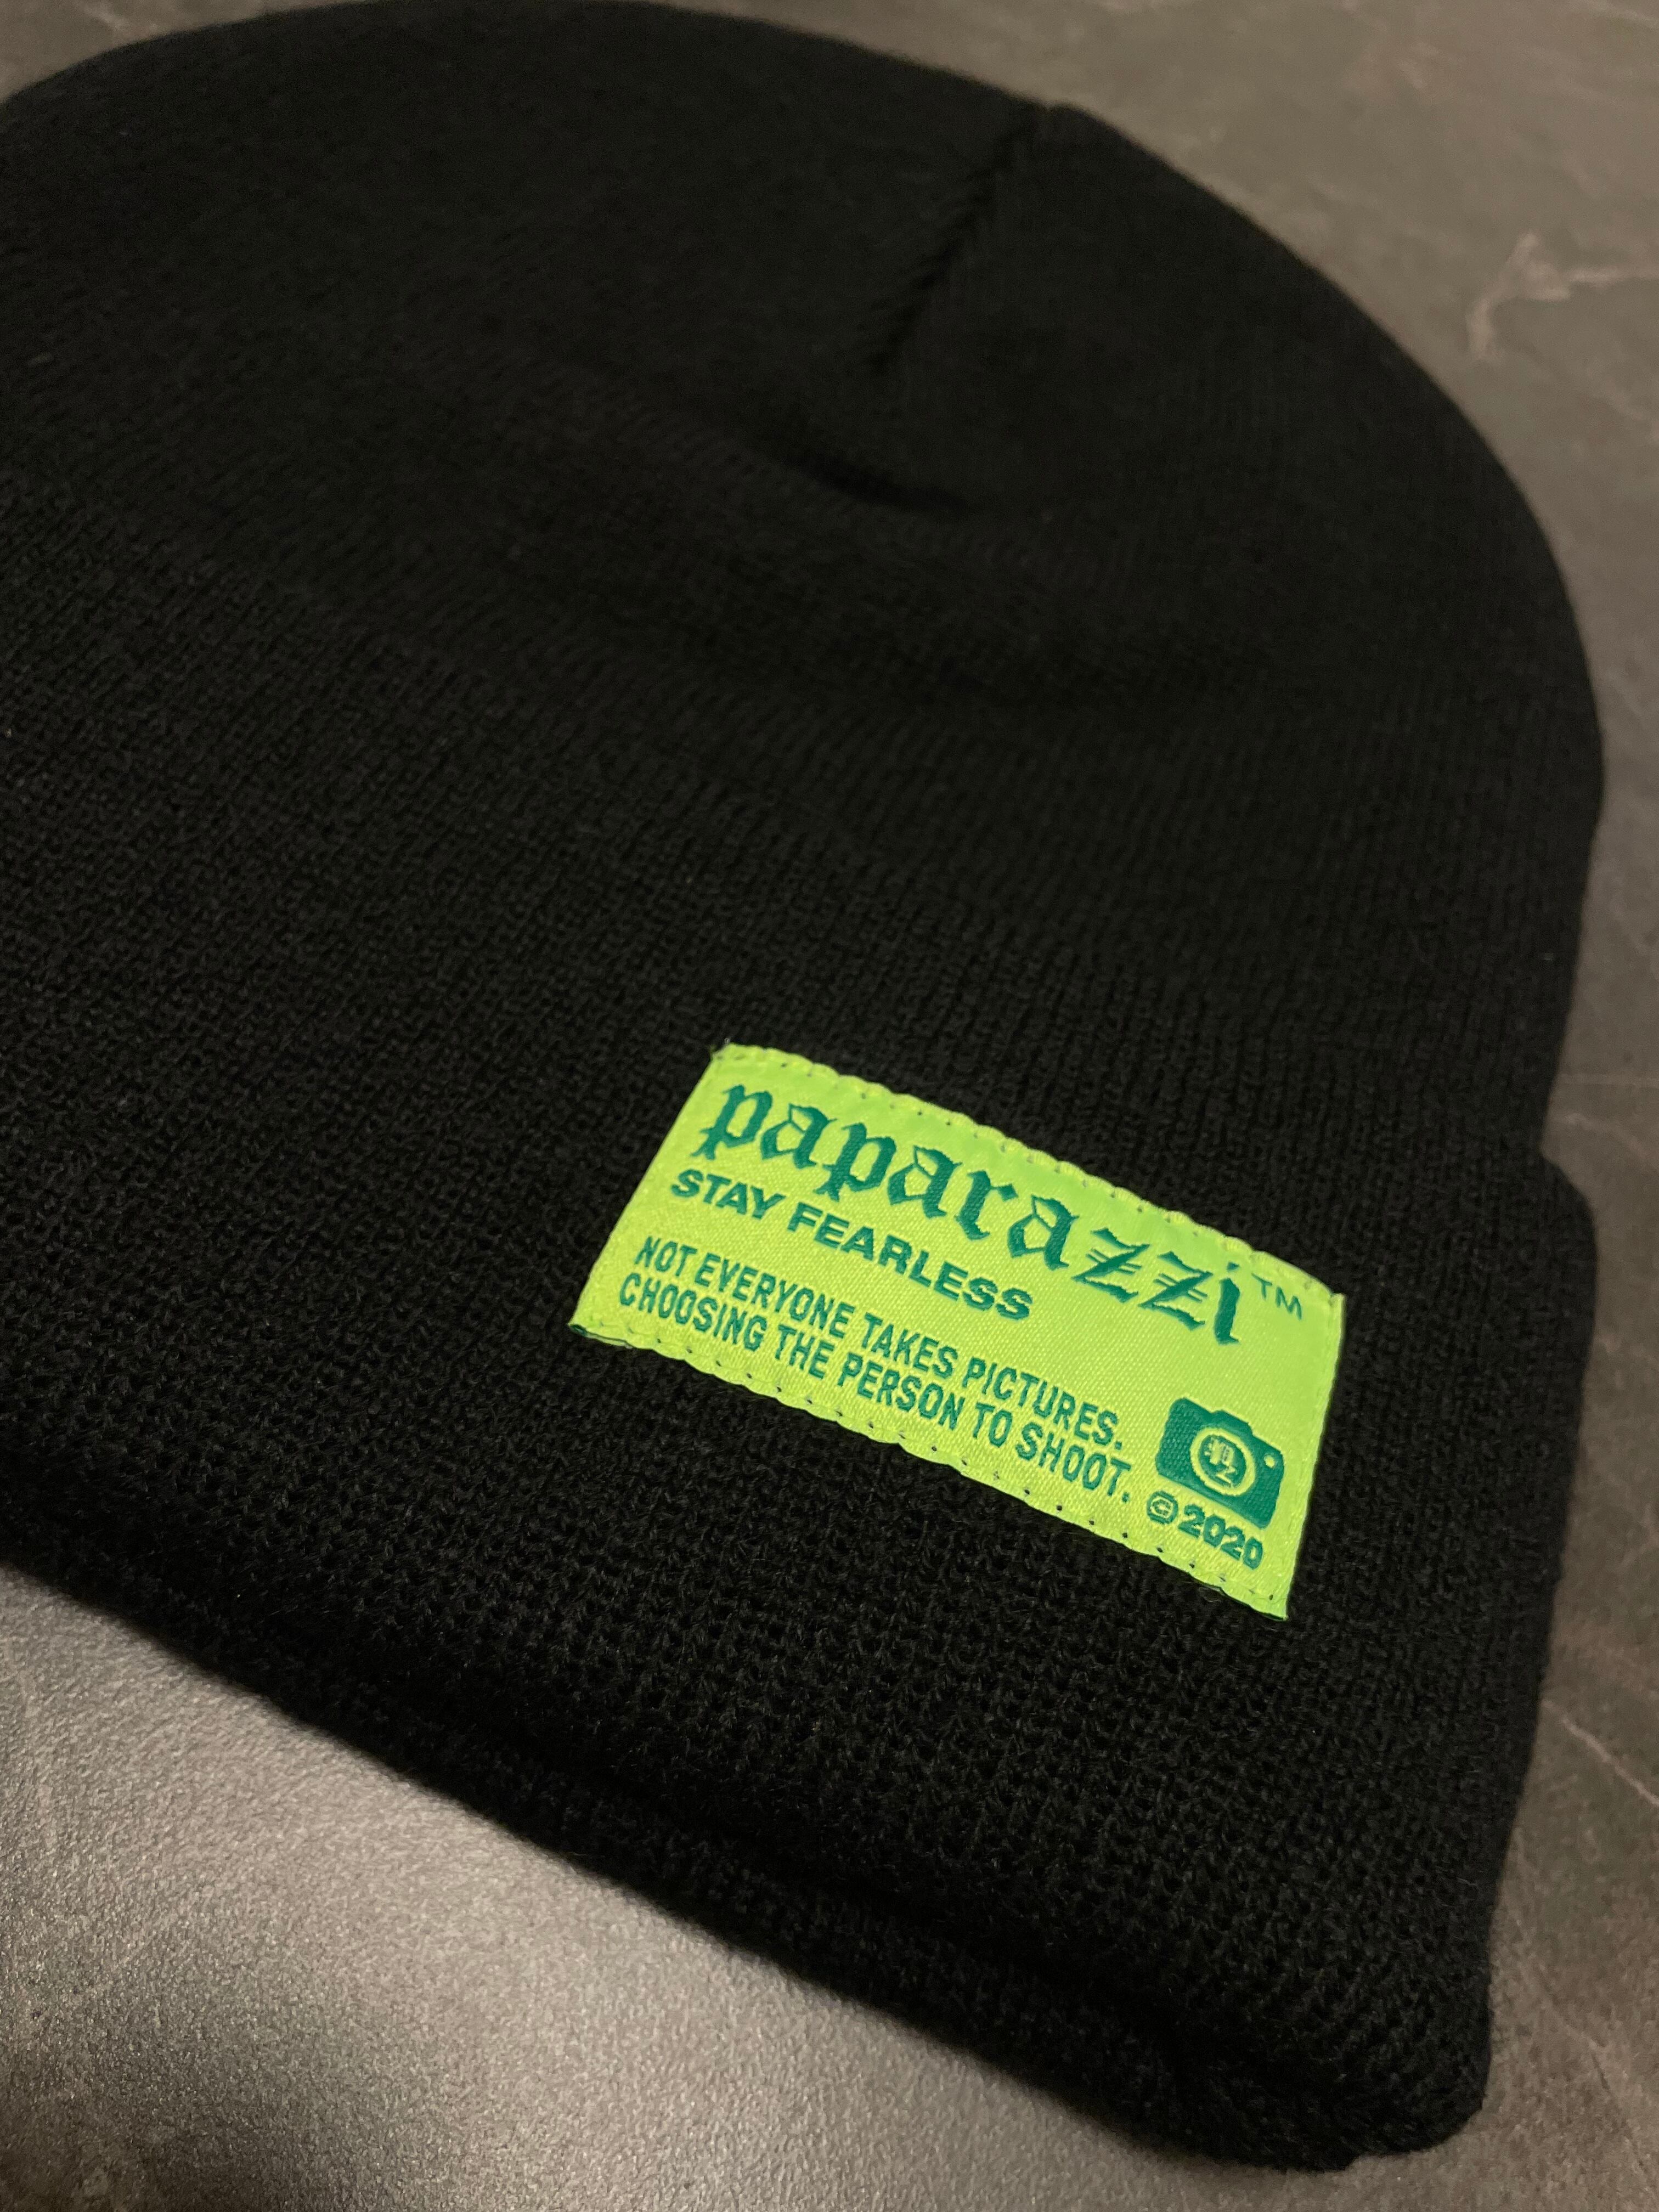 paparazzi™
STAY FEARLESS
NOT EVERYONE TAKES PICTURES.
CHOOSING THE PERSON TO SHOOT.
©2020